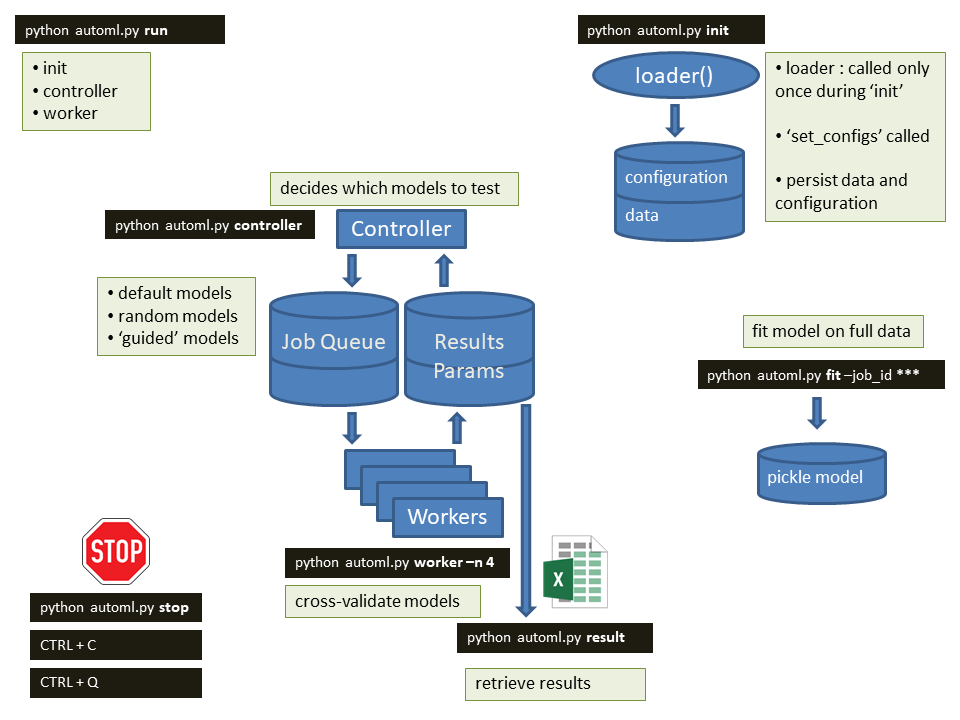 python automl.py run
• init
• controller
• worker
python automl.py init
loader()
• loader : called only
once during ‘init’
• ‘set_configs’ called
• persist data and
configuration
configuration
data
decides which models to test
python automl.py controller
Controller
• default models
• random models
• ‘guided’ models
Job Queue
Results
Params
Workers
python automl.py worker –n 4
cross-validate models
X
python automl.py result
retrieve results
fit model on full data
python automl.py fit –job_id ***
pickle model
STOP
python automl.py stop
CTRL + C
CTRL + Q